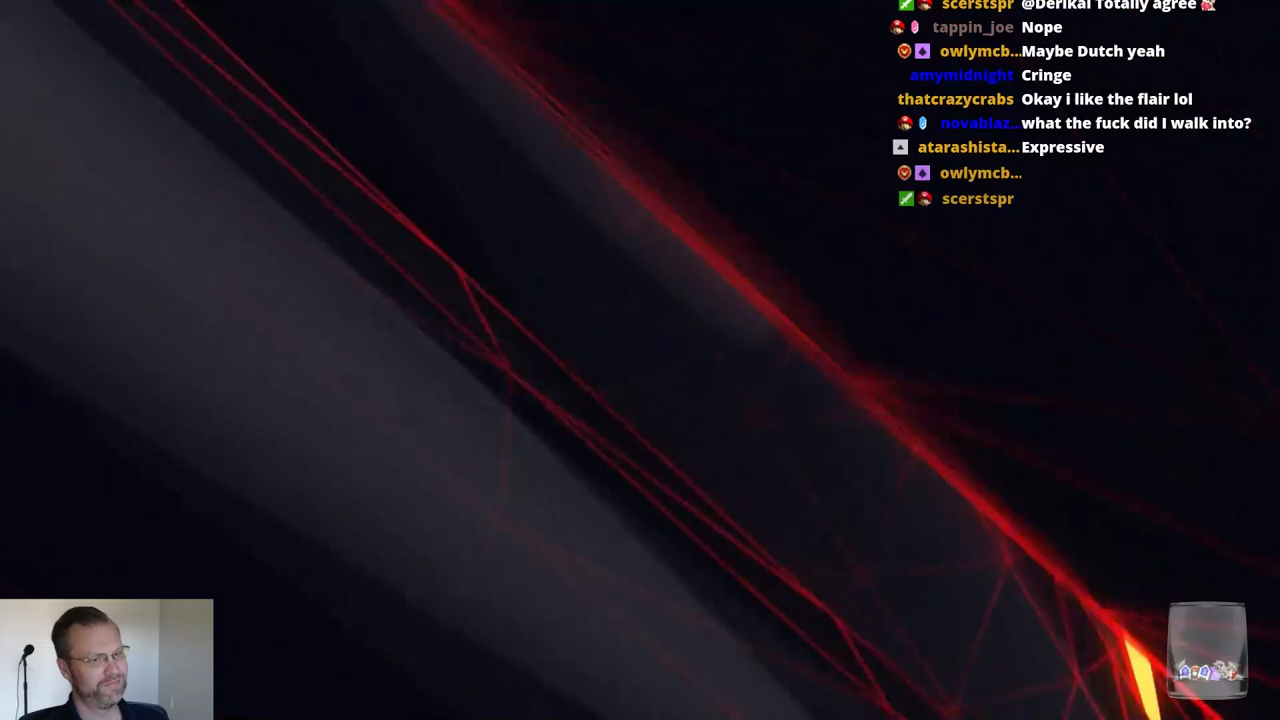 scerstspr @Derikai Totally agree
tappin_joe Nope
owlymcb... Maybe Dutch yeah
amymidnight Cringe
thatcrazycrabs Okay i like the flair lol
novablaz... what the fuck did I walk into?
atarashista... Expressive
owlymcb...
scerstspr